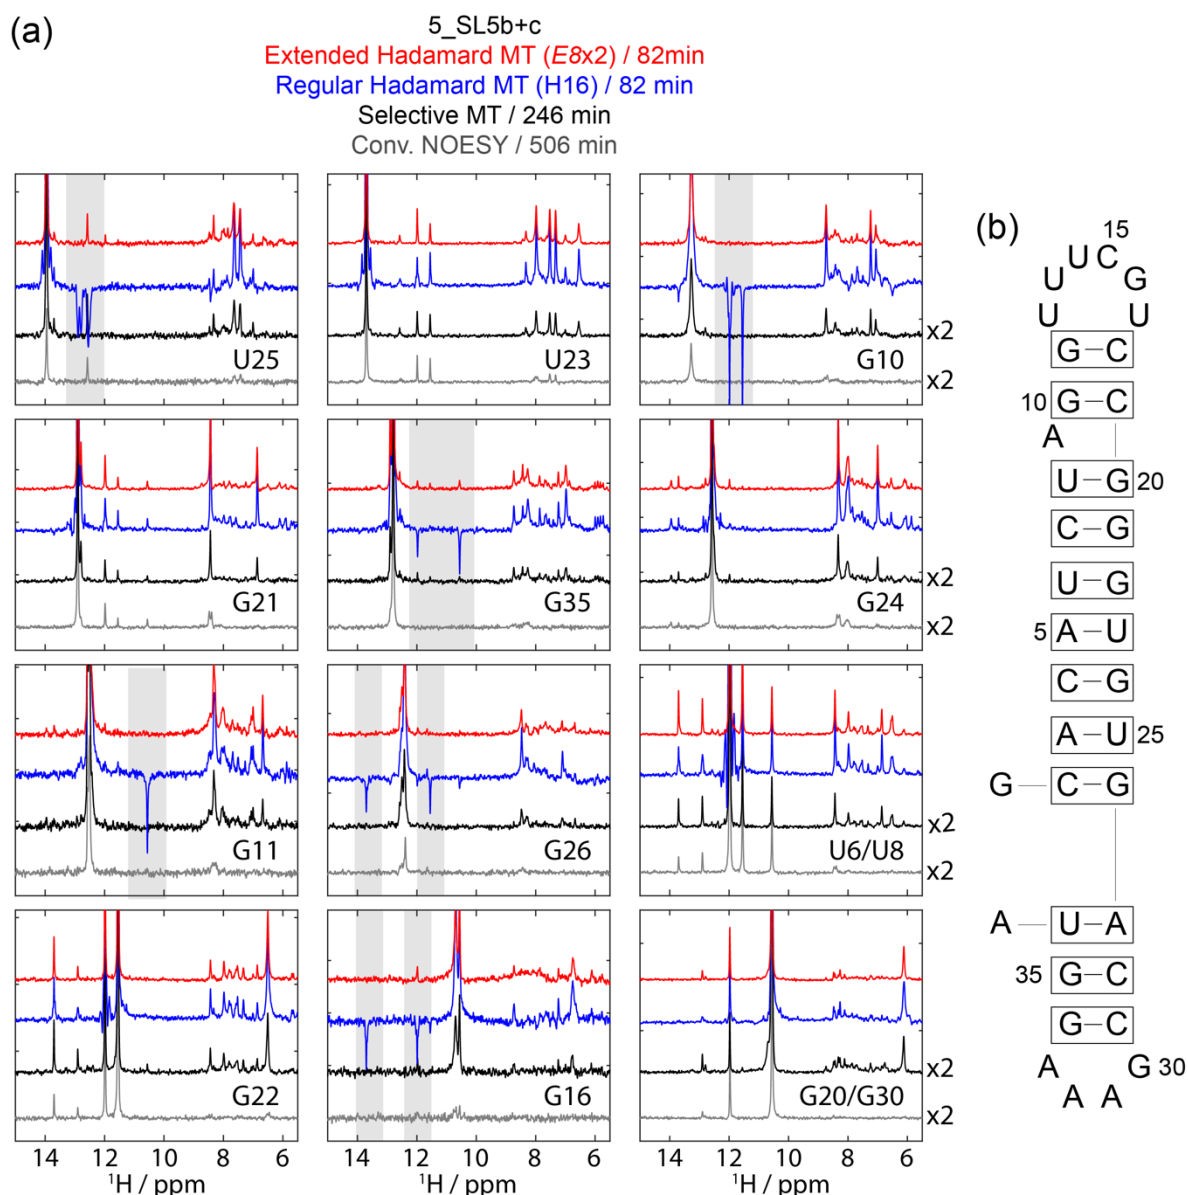 (a)
5_SL5b+c
Extended Hadamard MT (E8x2) / 82min
Regular Hadamard MT (H16) / 82 min
Selective MT / 246 min
Conv. NOESY / 506 min
U25
U23
G10
x2
x2
G21
G35
G24
x2
x2
G11
G26
U6/U8
x2
x2
G22
G16
G20/G30
x2
x2
14 12 10 8 6
14 12 10 8 6
14 12 10 8 6
1H / ppm
1H / ppm
1H / ppm
(b)
15
U C
U G
U U
G – C
10 G – C
A
U – G 20
C – G
U – G
5 A – U
C – G
A – U 25
G – C – G
A – U – A
35 G – C
G – C
A G 30
A A